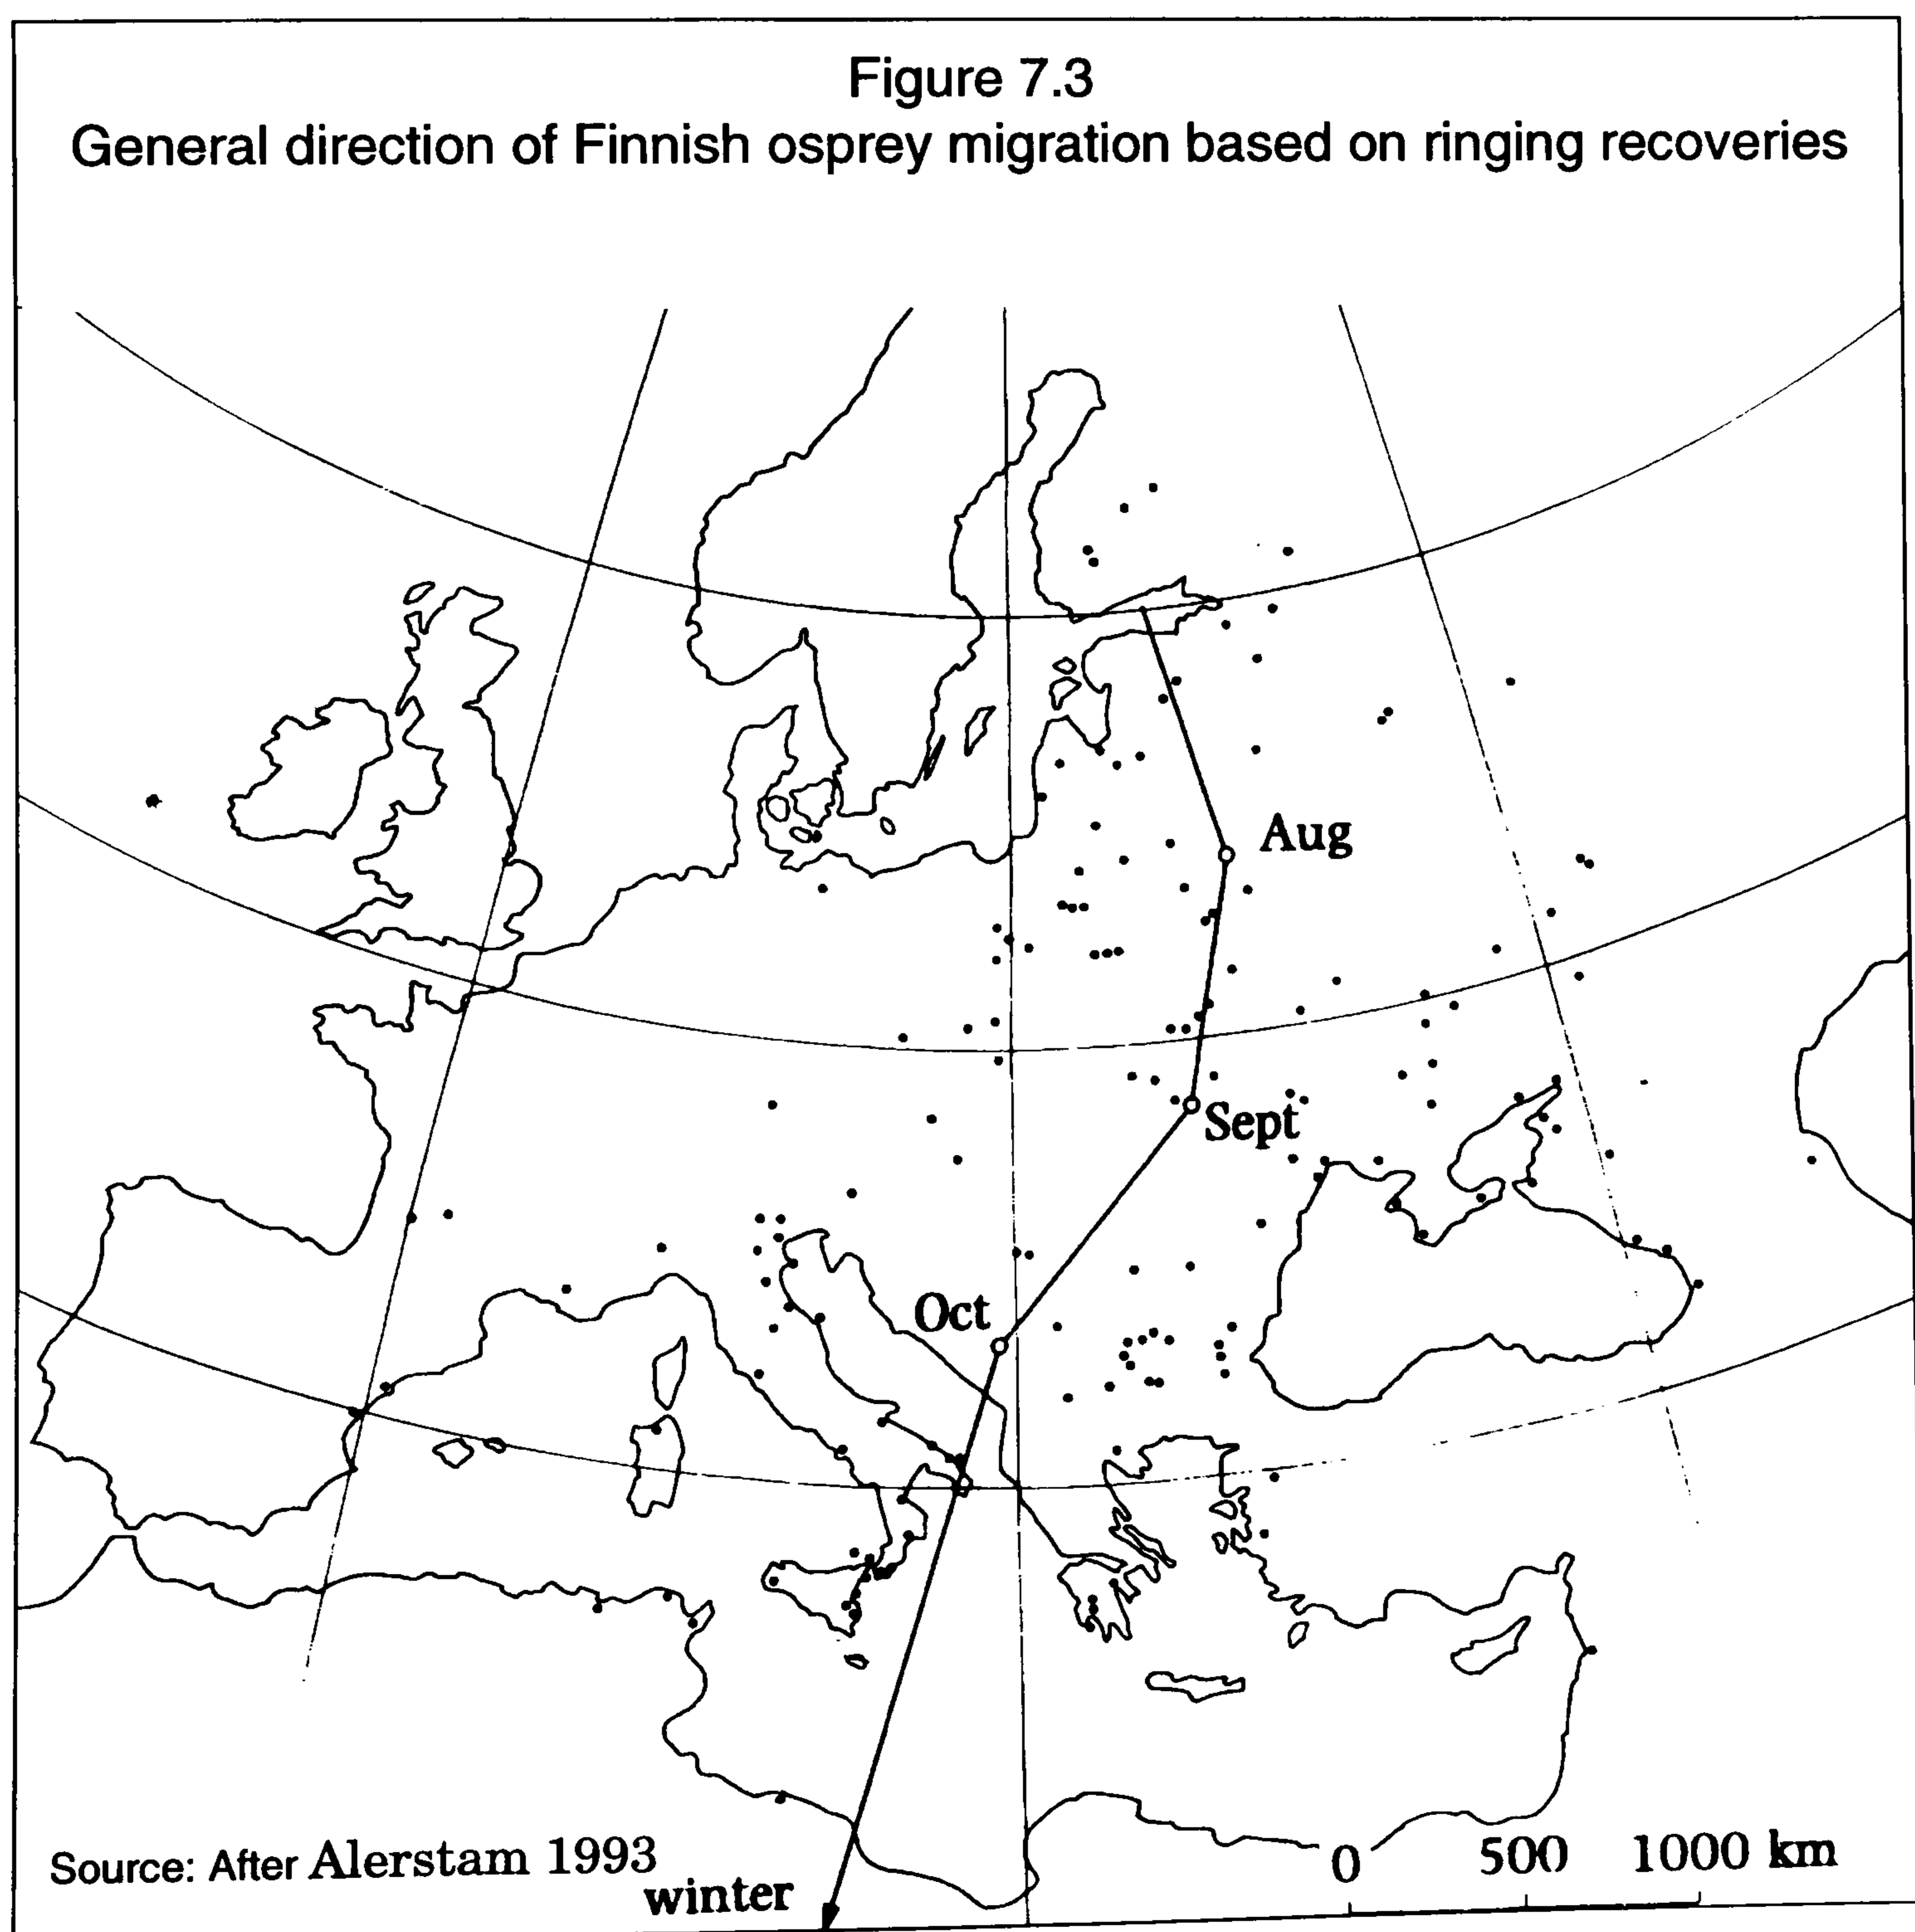 Figure 7.3
General direction of Finnish osprey migration based on ringing recoveries
Aug
Sept
Oct
Source: After Alerstam 1993
winter
0 500 1000 km